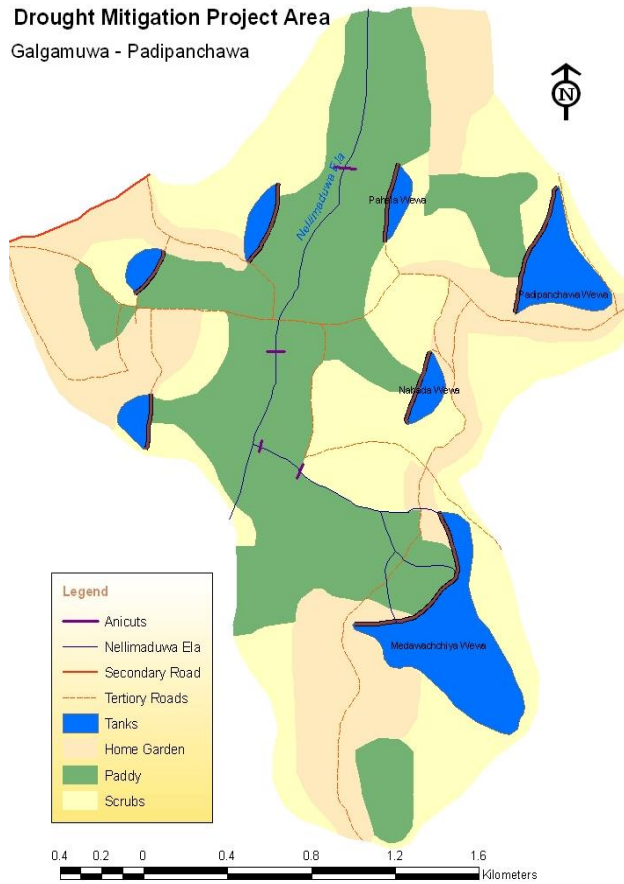 Drought Mitigation Project Area
Galgamuwa - Padipanchawa
N
Nellimaduwa Ela
Pahala Wewa
Padipanchawa Wewa
Nabada Wewa
Medawachchiya Wewa
Legend
Anicuts
Nellimaduwa Ela
Secondary Road
Tertiory Roads
Tanks
Home Garden
Paddy
Scrubs
0.4 0.2 0 0.4 0.8 1.2 1.6
Kilometers